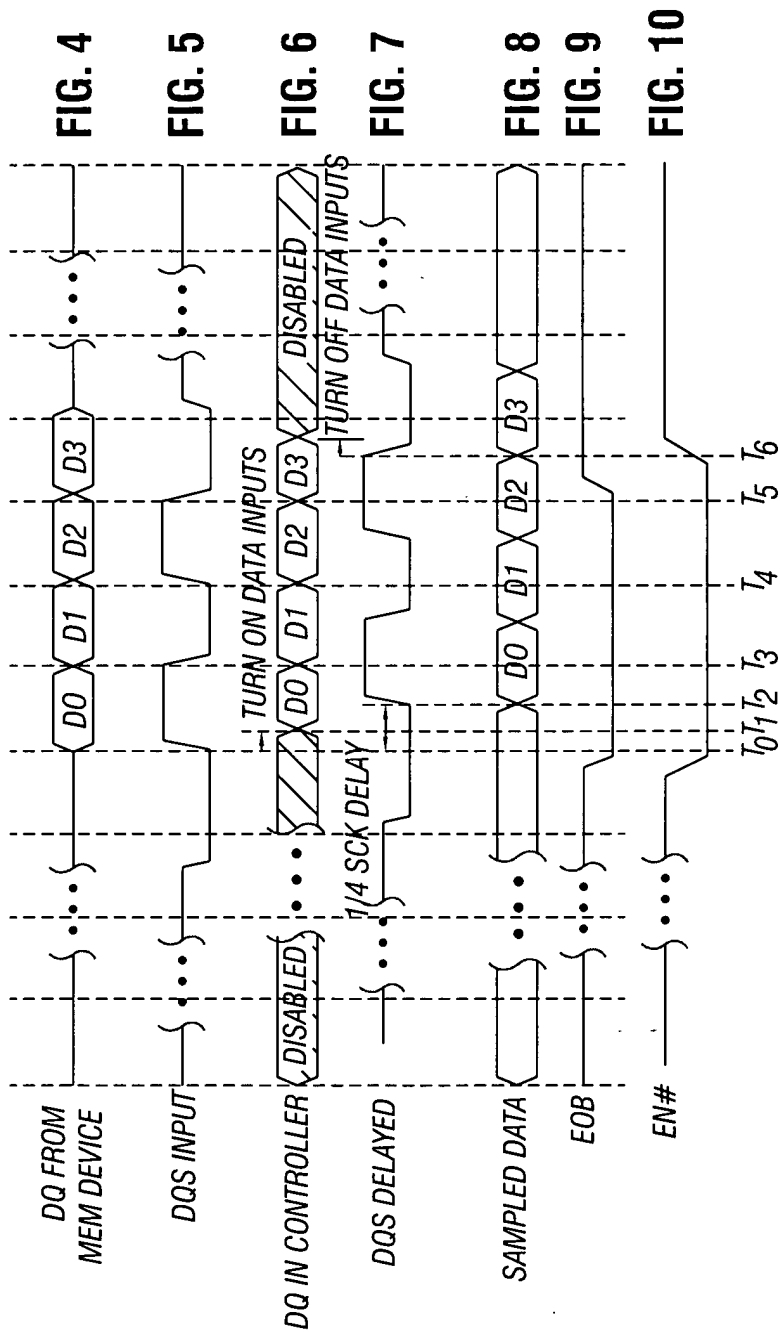 DQ FROM
MEM DEVICE
D0
D1
D2
D3
FIG. 4
DQS INPUT
FIG. 5
TURN ON DATA INPUTS
DQ IN CONTROLLER
DISABLED
D0
D1
D2
D3
DISABLED
FIG. 6
TURN OFF DATA INPUTS
1/4 SCK DELAY
DQS DELAYED
FIG. 7
SAMPLED DATA
D0
D1
D2
D3
FIG. 8
EOB
FIG. 9
EN#
FIG. 10
T0
T1
T2
T3
T4
T5
T6